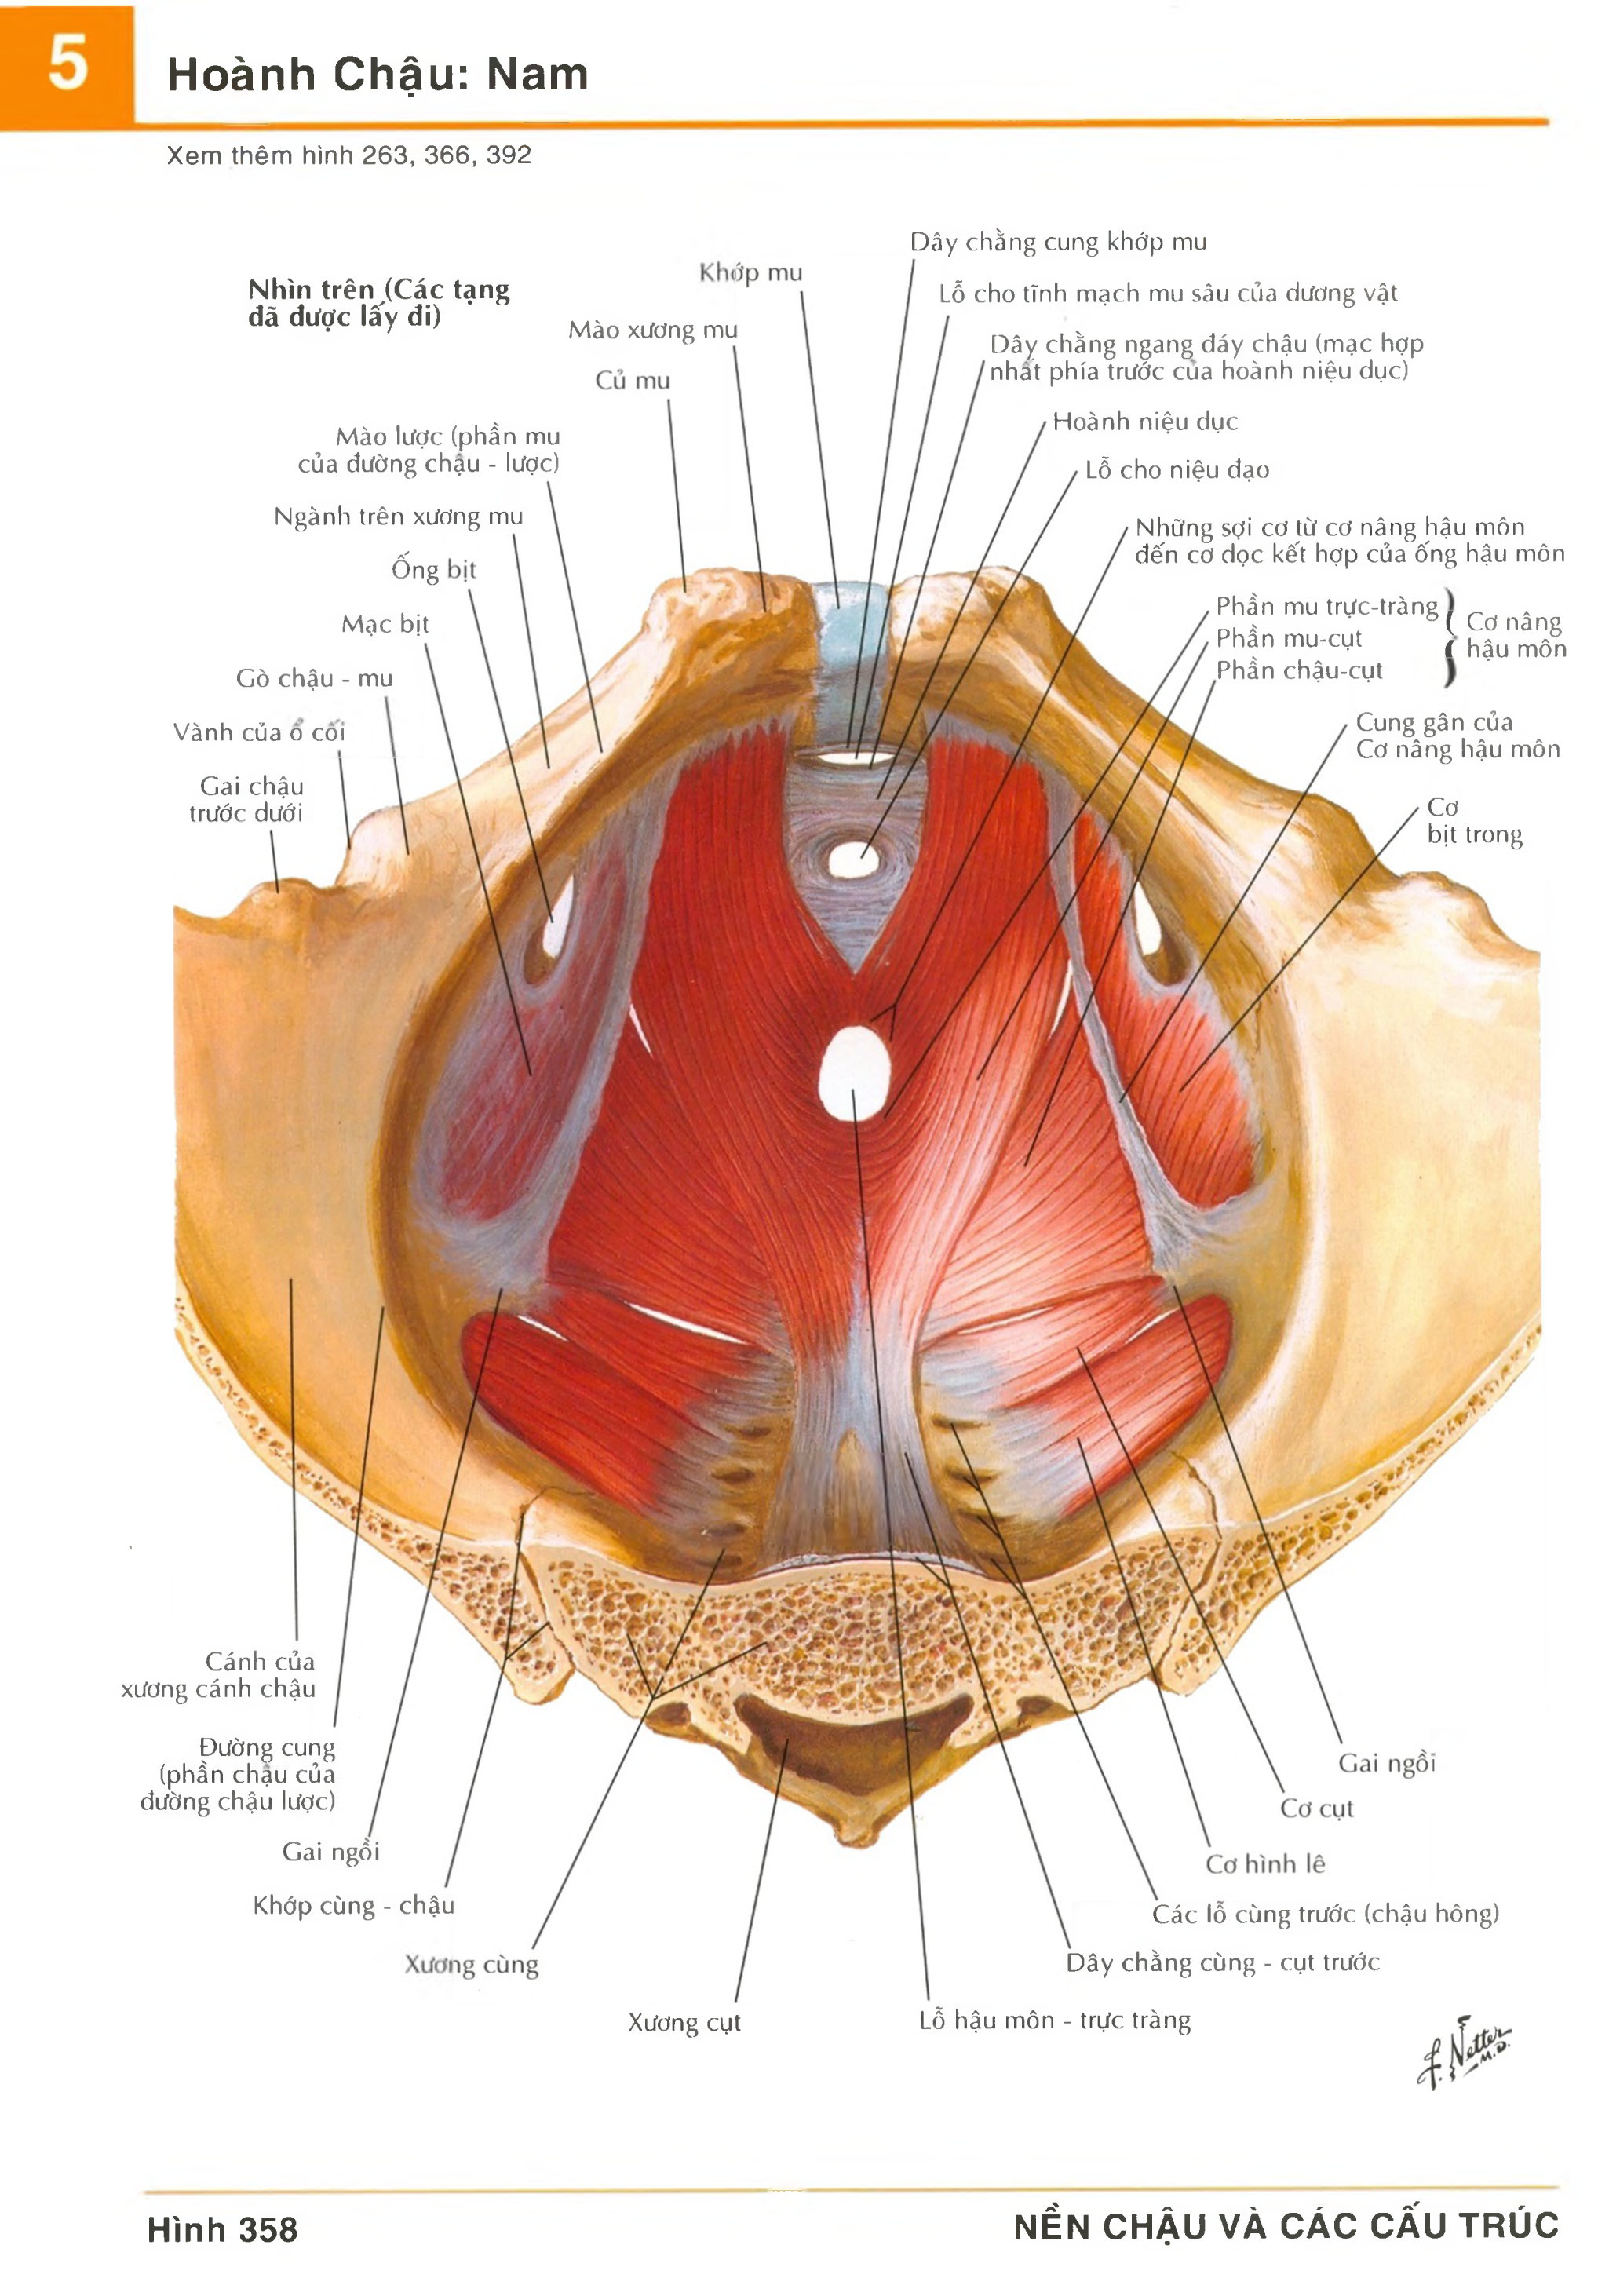 5
Hoành Chậu: Nam
Xem thêm hình 263, 366, 392
Nhìn trên (Các tạng
đã được lấy đi)
Dây chằng cung khớp mu
Khớp mu
Lỗ cho tĩnh mạch mu sâu của dương vật
Mào xương mu
Dây chằng ngang đáy chậu (mạc hợp
nhất phía trước của hoành niệu dục)
Củ mu
Hoành niệu dục
Mào lược (phần mu
của đường chậu - lược)
Lỗ cho niệu đạo
Ngành trên xương mu
Những sợi cơ từ cơ nâng hậu môn
đến cơ dọc kết hợp của ống hậu môn
Ống bịt
Phần mu trực-tràng
Phần mu-cụt
Phần chậu-cụt
Cơ nâng
hậu môn
Mạc bịt
Gò chậu - mu
Cung gân của
Cơ nâng hậu môn
Vành của ổ cối
Gai chậu
trước dưới
Cơ
bịt trong
Cánh của
xương cánh chậu
Đường cung
(phần chậu của
đường chậu lược)
Gai ngồi
Khớp cùng - chậu
Xương cùng
Xương cụt
Gai ngồi
Cơ cụt
Cơ hình lê
Các lỗ cùng trước (chậu hông)
Dây chằng cùng - cụt trước
Lỗ hậu môn - trực tràng
F. Netter
M.D.
Hình 358
NỀN CHẬU VÀ CÁC CẤU TRÚC